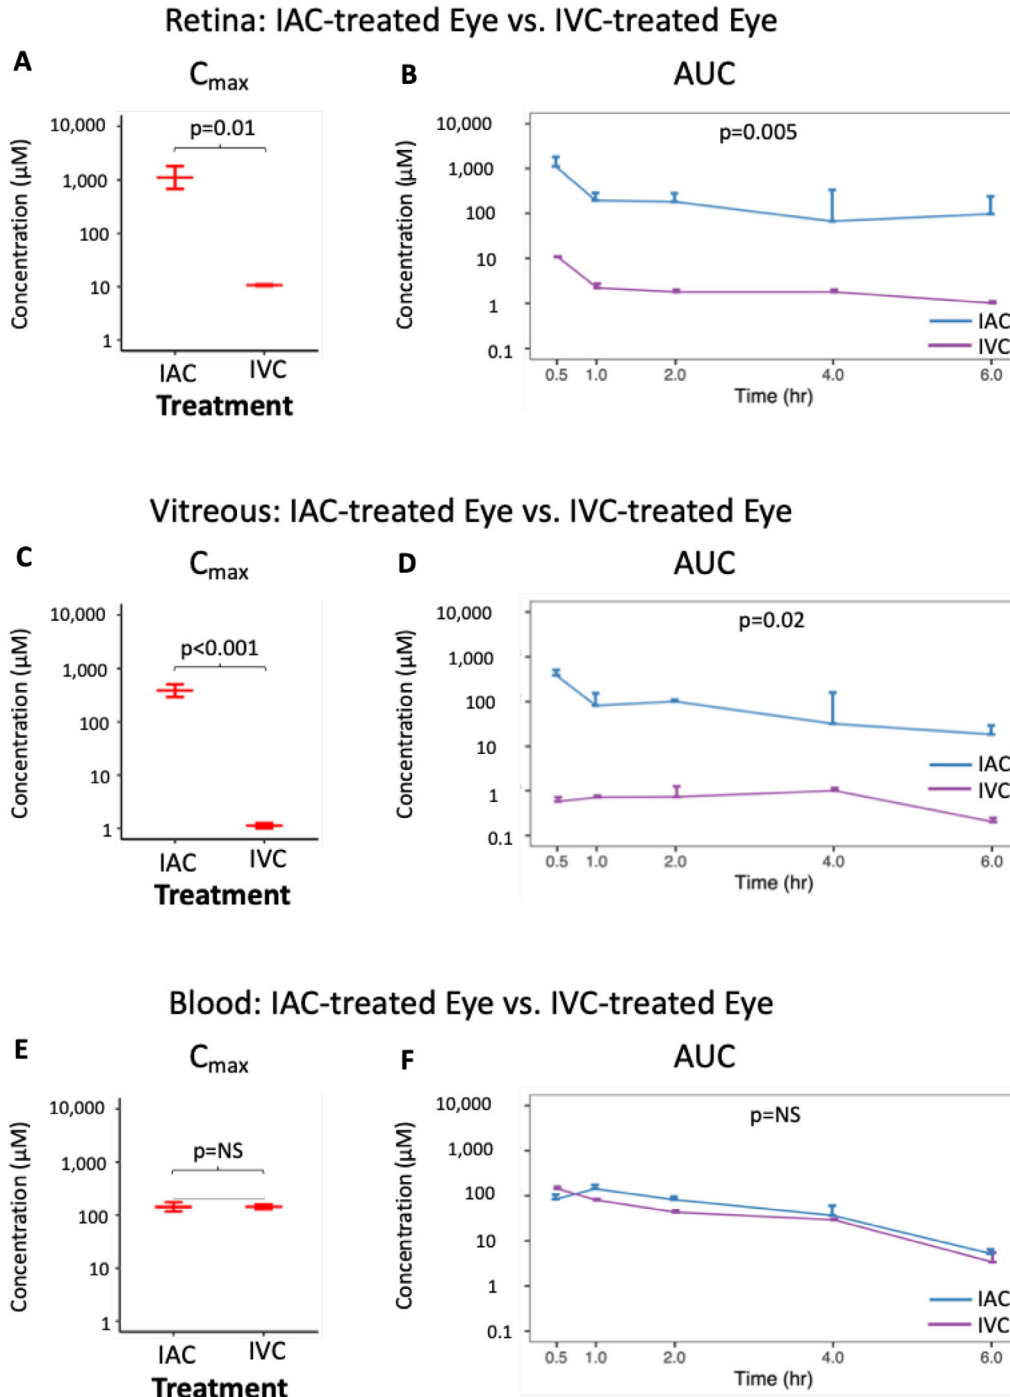 Retina: IAC-treated Eye vs. IVC-treated Eye
A
Cmax
Concentration (µM)
10,000
1,000
100
10
1
p=0.01
IAC
IVC
Treatment
B
AUC
Concentration (µM)
10,000
1,000
100
10
1
0.1
p=0.005
IAC
IVC
0.5 1.0 2.0 4.0 6.0
Time (hr)
Vitreous: IAC-treated Eye vs. IVC-treated Eye
C
Cmax
Concentration (µM)
10,000
1,000
100
10
1
p<0.001
IAC
IVC
Treatment
D
AUC
Concentration (µM)
10,000
1,000
100
10
1
0.1
p=0.02
IAC
IVC
0.5 1.0 2.0 4.0 6.0
Time (hr)
Blood: IAC-treated Eye vs. IVC-treated Eye
E
Cmax
Concentration (µM)
10,000
1,000
100
10
1
p=NS
IAC
IVC
Treatment
F
AUC
Concentration (µM)
10,000
1,000
100
10
1
0.1
p=NS
IAC
IVC
0.5 1.0 2.0 4.0 6.0
Time (hr)